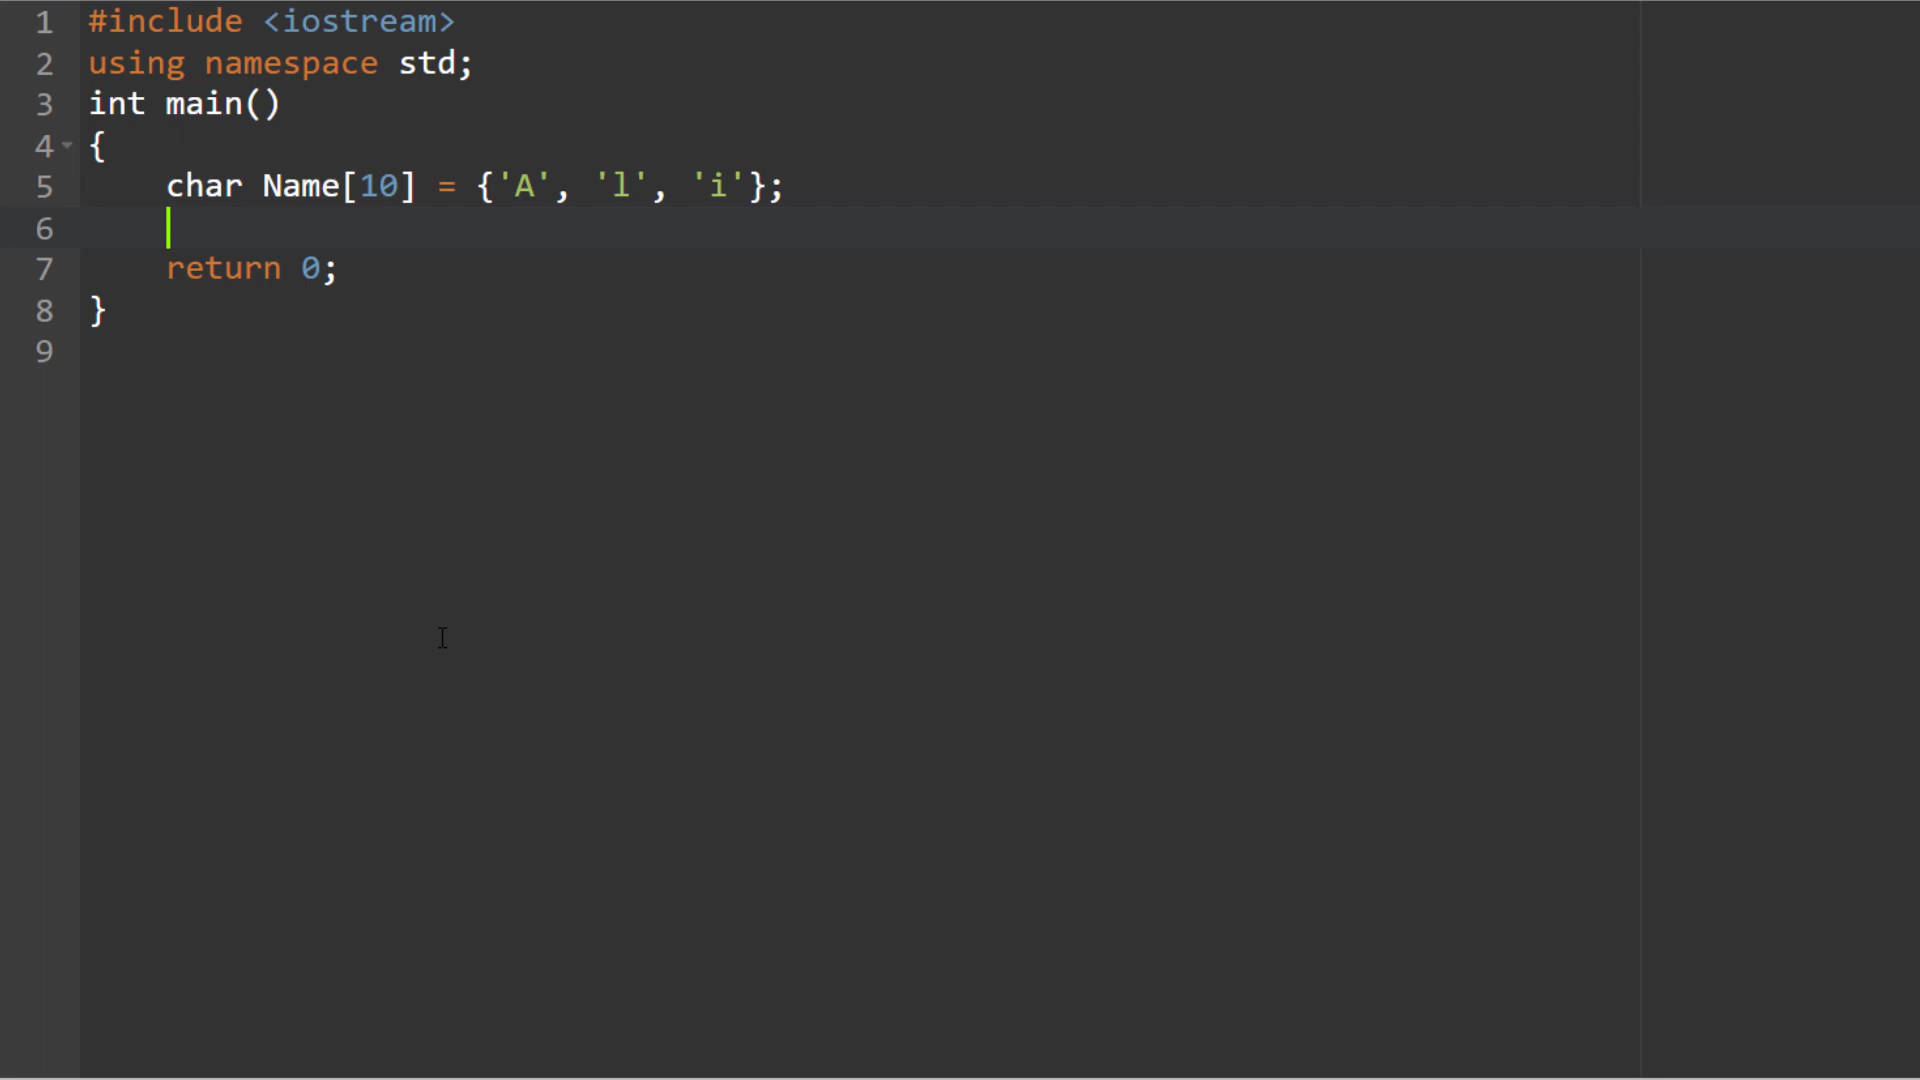 1 #include <iostream>
2 using namespace std;
3 int main()
4 {
5     char Name[10] = {'A', 'l', 'i'};
6
7     return 0;
8 }
9